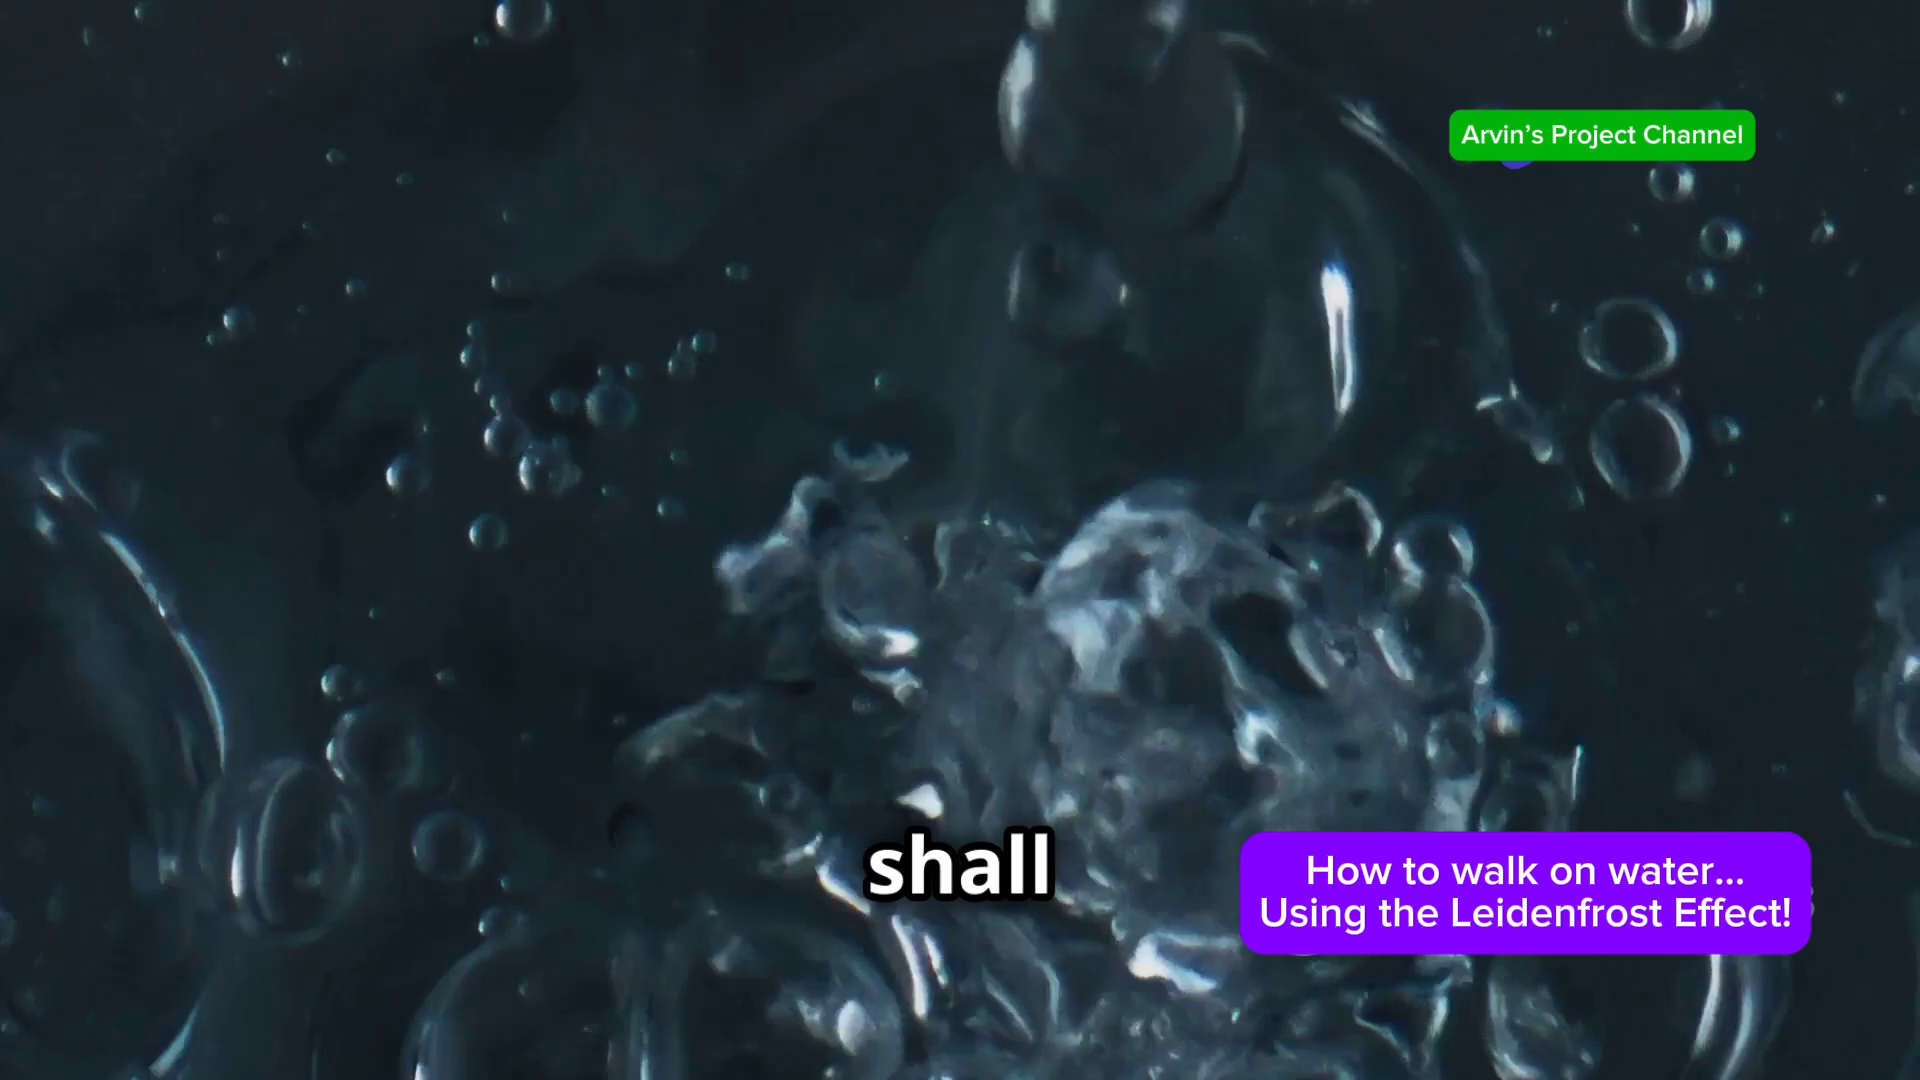 Arvin’s Project Channel
shall
How to walk on water...
Using the Leidenfrost Effect!